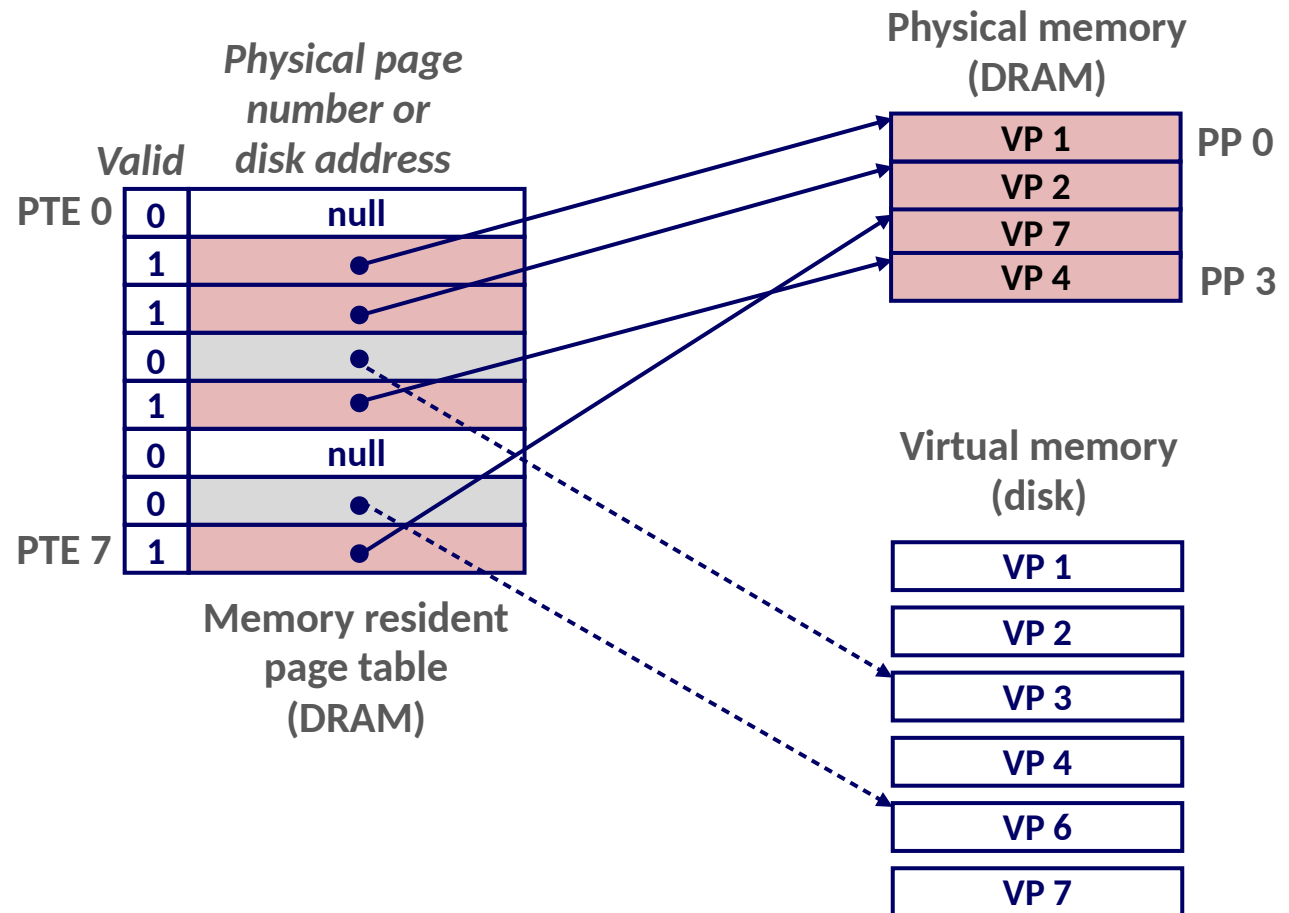 Physical memory
(DRAM)
Physical page
number or
disk address
Valid
VP 1
PP 0
VP 2
VP 7
VP 4
PP 3
PTE 0
0
null
1
1
0
1
0
null
0
PTE 7
1
Memory resident
page table
(DRAM)
Virtual memory
(disk)
VP 1
VP 2
VP 3
VP 4
VP 6
VP 7